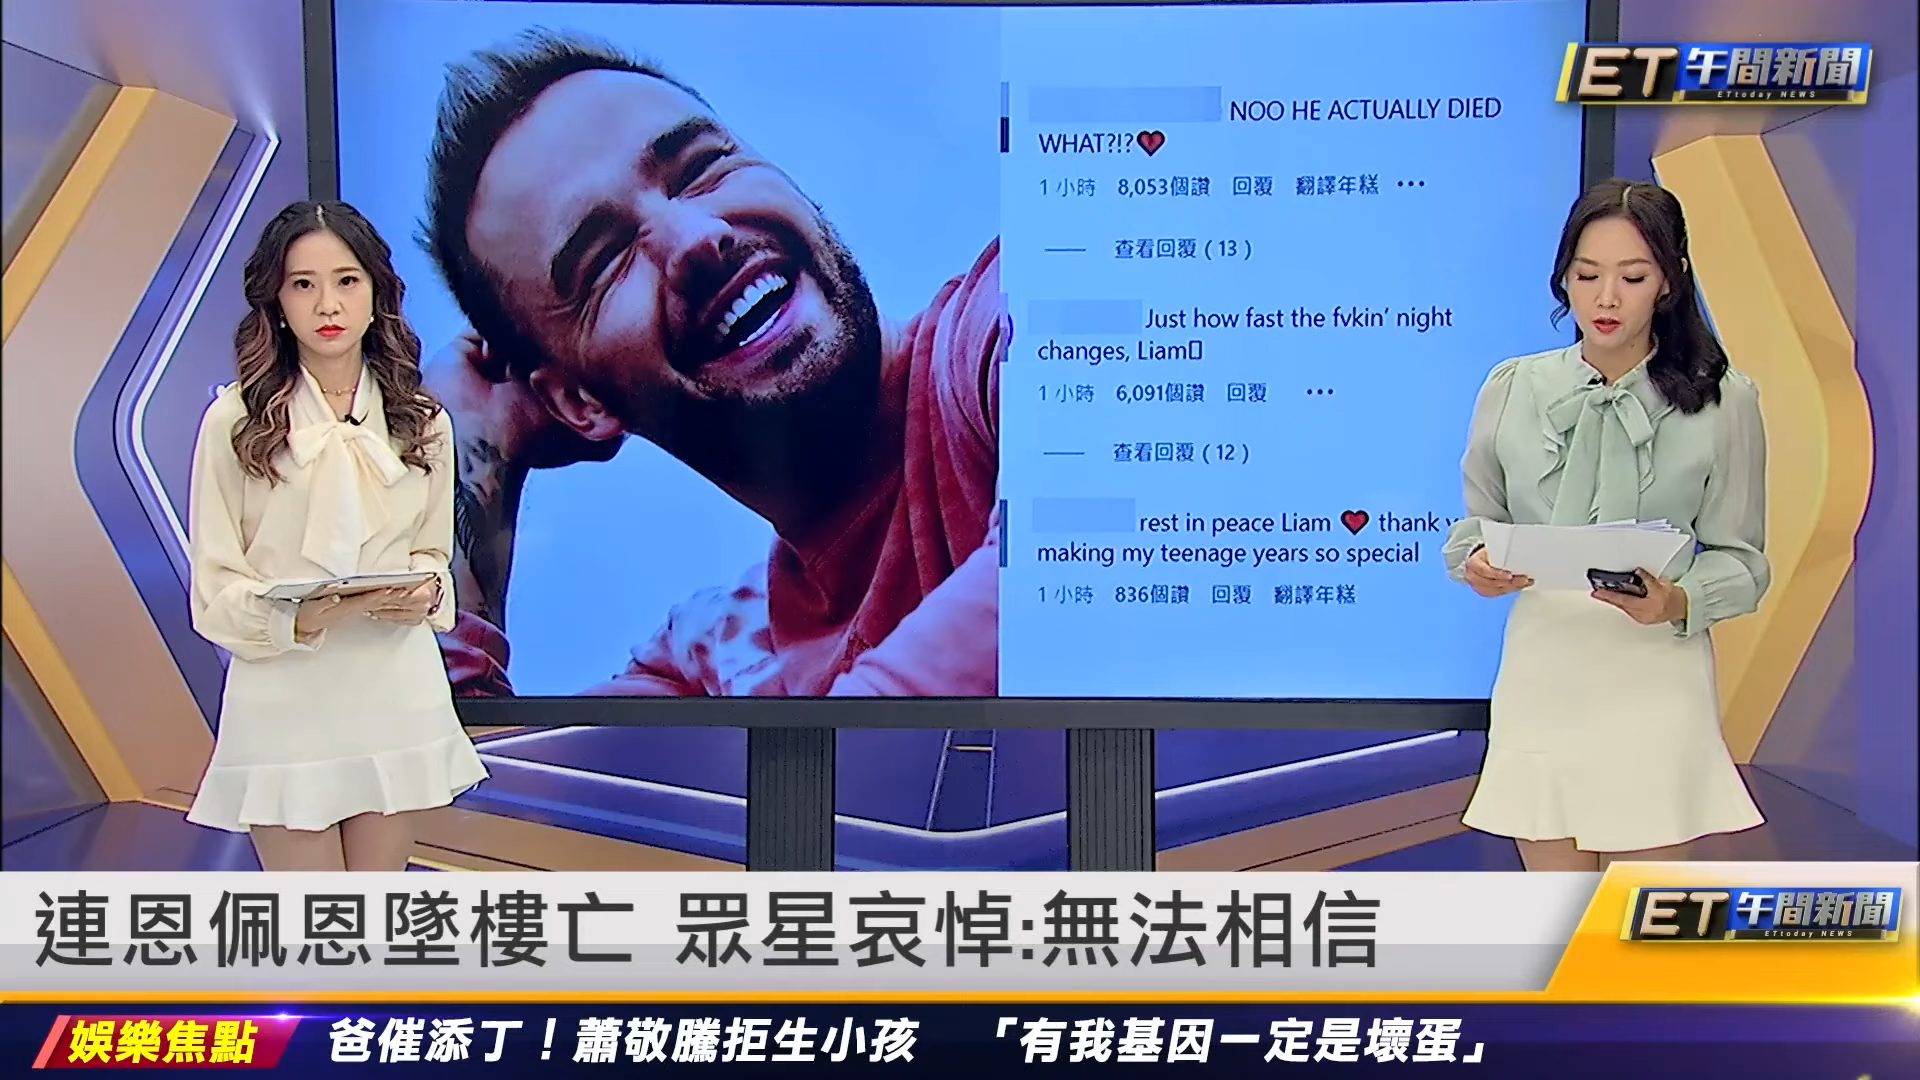 ET 午間新聞
ETtoday NEWS
NOO HE ACTUALLY DIED
WHAT?!?
1 小時 8,053個讚 回覆 翻譯年糕 •••
查看回覆 ( 13 )
Just how fast the fvkin' night
changes, Liam
1 小時 6,091個讚 回覆 •••
查看回覆 ( 12 )
rest in peace Liam ❤ thank
making my teenage years so special
1 小時 836個讚 回覆 翻譯年糕
連恩佩恩墜樓亡 眾星哀悼:無法相信
ET 午間新聞
ETtoday NEWS
娛樂焦點 爸催添丁！蕭敬騰拒生小孩 「有我基因一定是壞蛋」